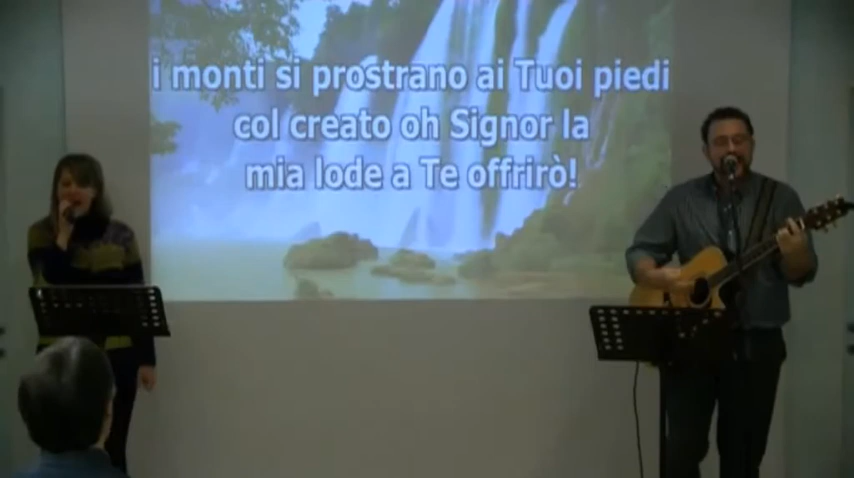 i monti si prostrano ai Tuoi piedi
col creato oh Signor la
mia lode a Te offrirò!